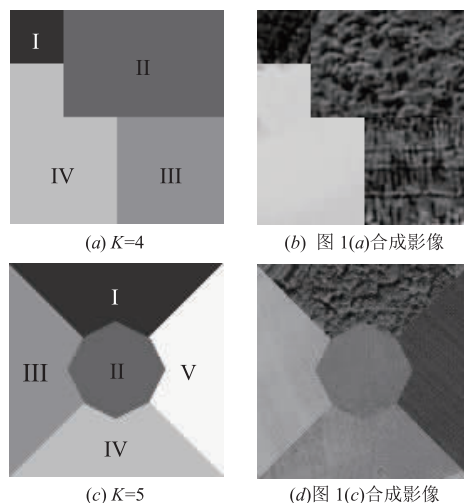 I
II
IV
III
(a) K=4
(b) 图 1(a)合成影像
I
III
II
V
IV
(c) K=5
(d)图 1(c)合成影像